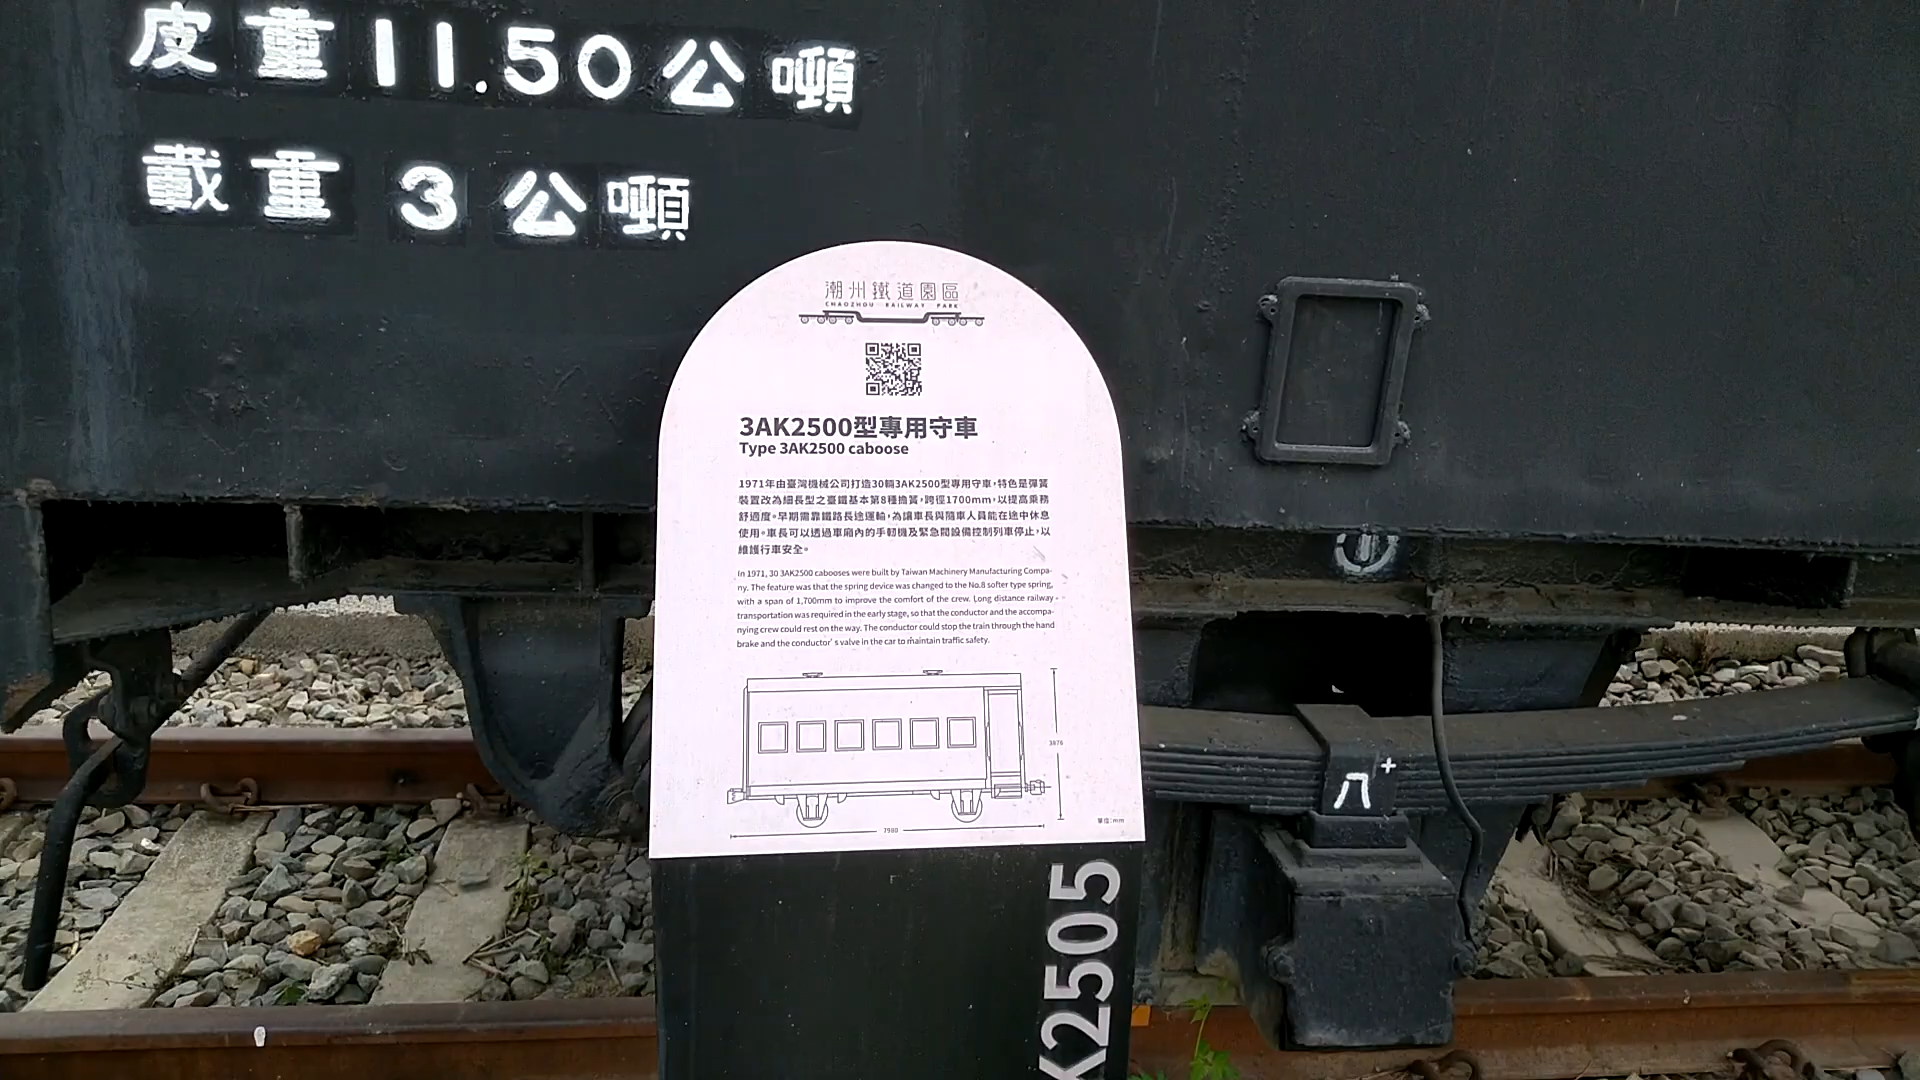 皮重11.50公噸
載重3公噸
潮州鐵道園區
CHAOZHOU RAILWAY PARK
3AK2500型專用守車
Type 3AK2500 caboose
1971年由臺灣機械公司打造30輛3AK2500型專用守車,特色是彈簧
裝置改為細長型之臺鐵基本第8種擔簧,跨徑1700mm,以提高乘務
舒適度。早期需靠鐵路長途運輸,為讓車長與隨車人員能在途中休息
使用。車長可以透過車廂內的手軔機及緊急閥設備控制列車停止,以
維護行車安全。
In 1971, 30 3AK2500 cabooses were built by Taiwan Machinery Manufacturing Compa-
ny. The feature was that the spring device was changed to the No.8 softer type spring,
with a span of 1,700mm to improve the comfort of the crew. Long distance railway
transportation was required in the early stage, so that the conductor and the accompa-
nying crew could rest on the way. The conductor could stop the train through the hand
brake and the conductor's valve in the car to maintain traffic safety.
3876
7980
單位:mm
八+
K2505